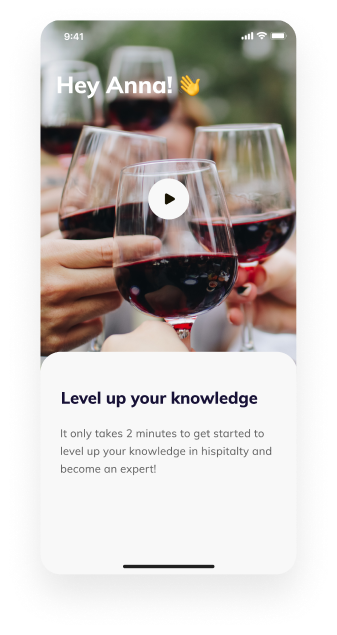 9:41
Hey Anna! 👋
Level up your knowledge
It only takes 2 minutes to get started to
level up your knowledge in hispitalty and
become an expert!